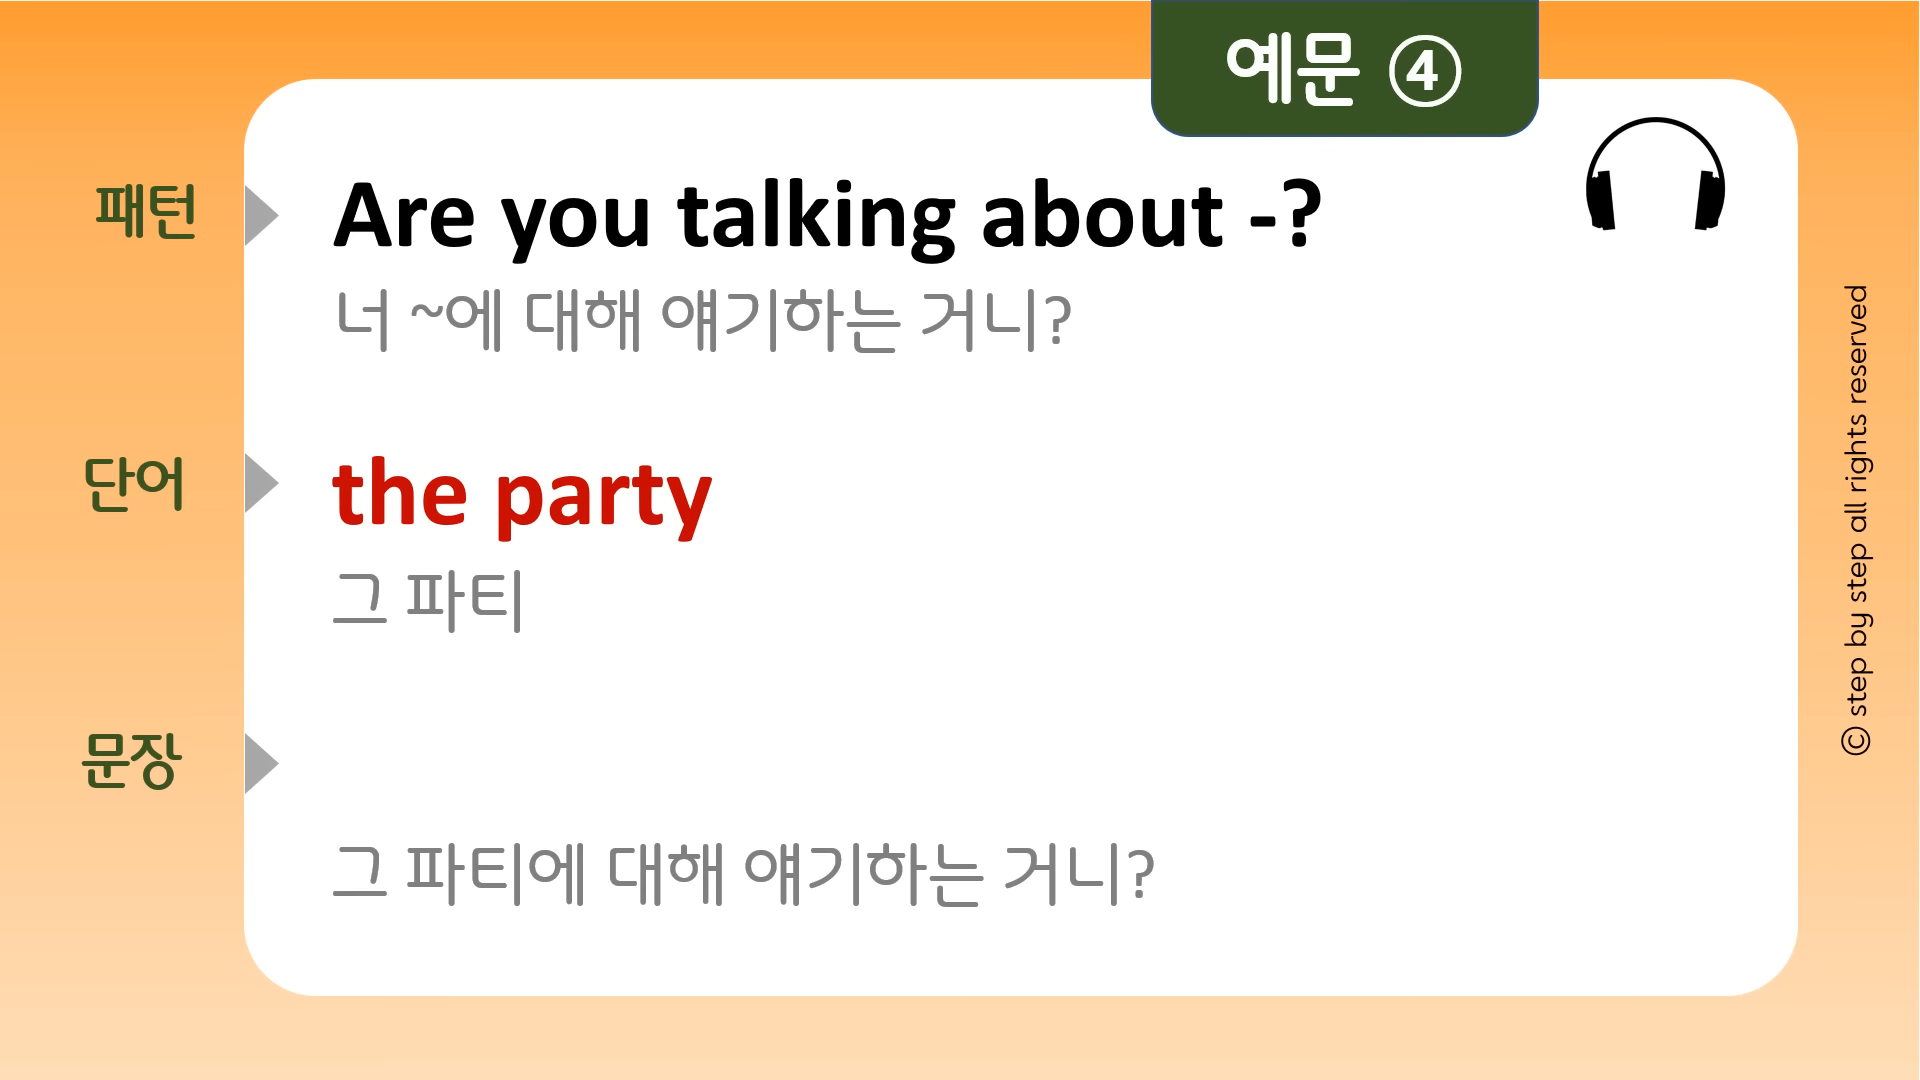 예문 ④
패턴
Are you talking about -?
너 ~에 대해 얘기하는 거니?
단어
the party
그 파티
문장
그 파티에 대해 얘기하는 거니?
© step by step all rights reserved